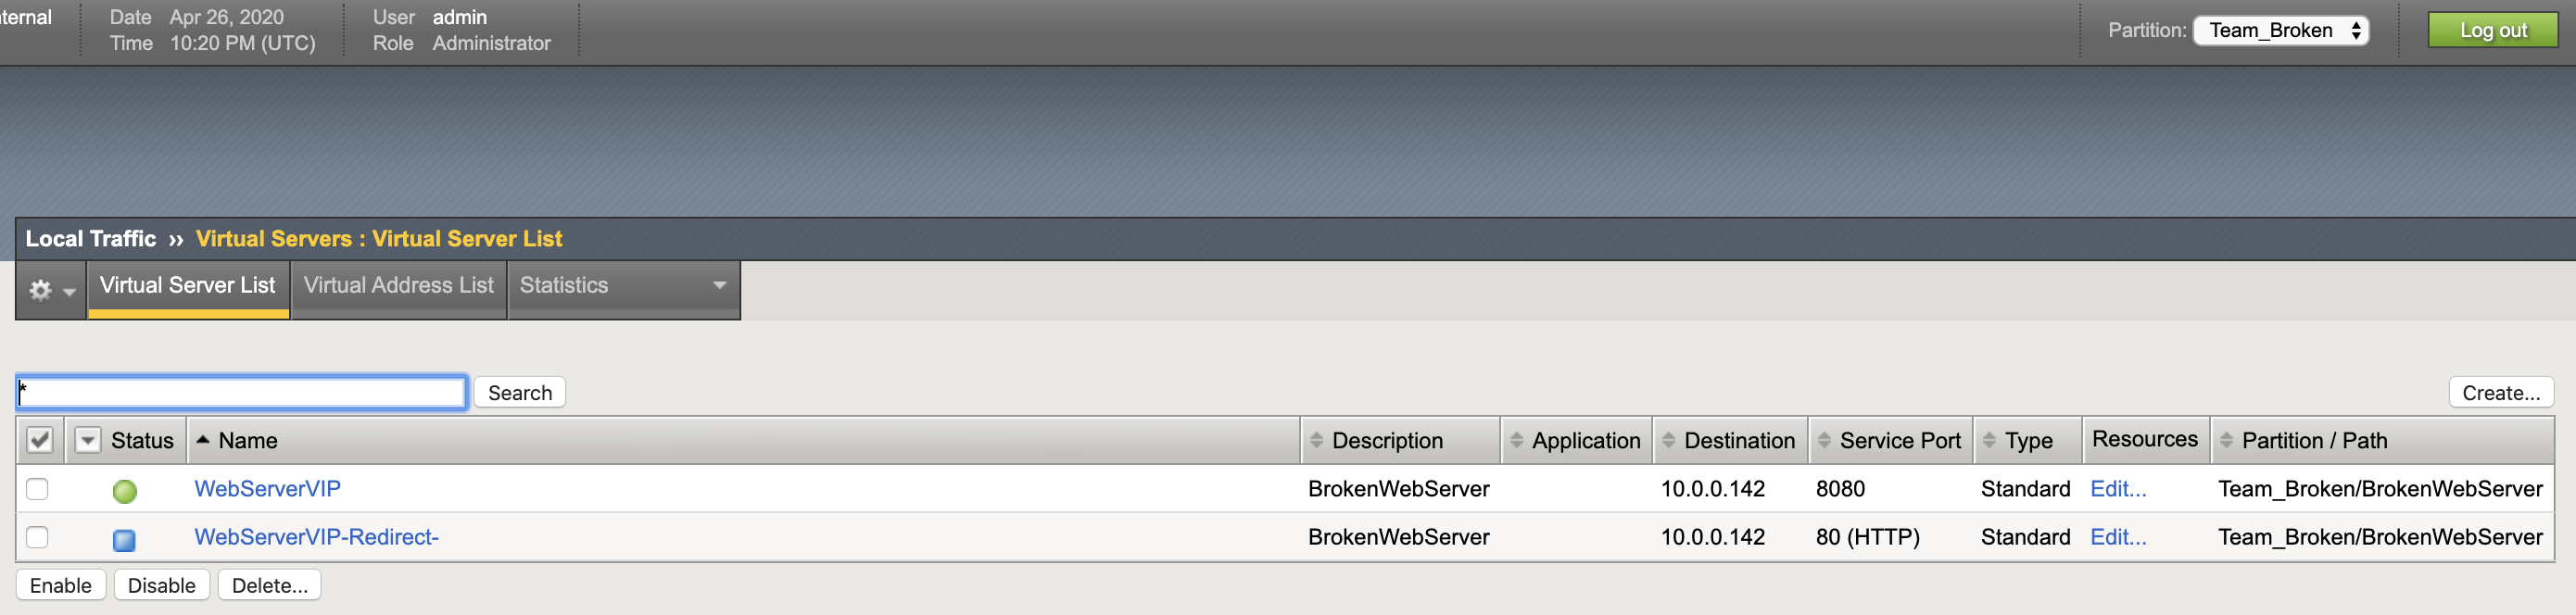 ternal
Date Apr 26, 2020
Time 10:20 PM (UTC)
User admin
Role Administrator
Partition: Team_Broken
Log out
Local Traffic ›› Virtual Servers : Virtual Server List
Virtual Server List Virtual Address List Statistics
* Search Create...
Status Name Description Application Destination Service Port Type Resources Partition / Path
WebServerVIP BrokenWebServer 10.0.0.142 8080 Standard Edit... Team_Broken/BrokenWebServer
WebServerVIP-Redirect- BrokenWebServer 10.0.0.142 80 (HTTP) Standard Edit... Team_Broken/BrokenWebServer
Enable Disable Delete...